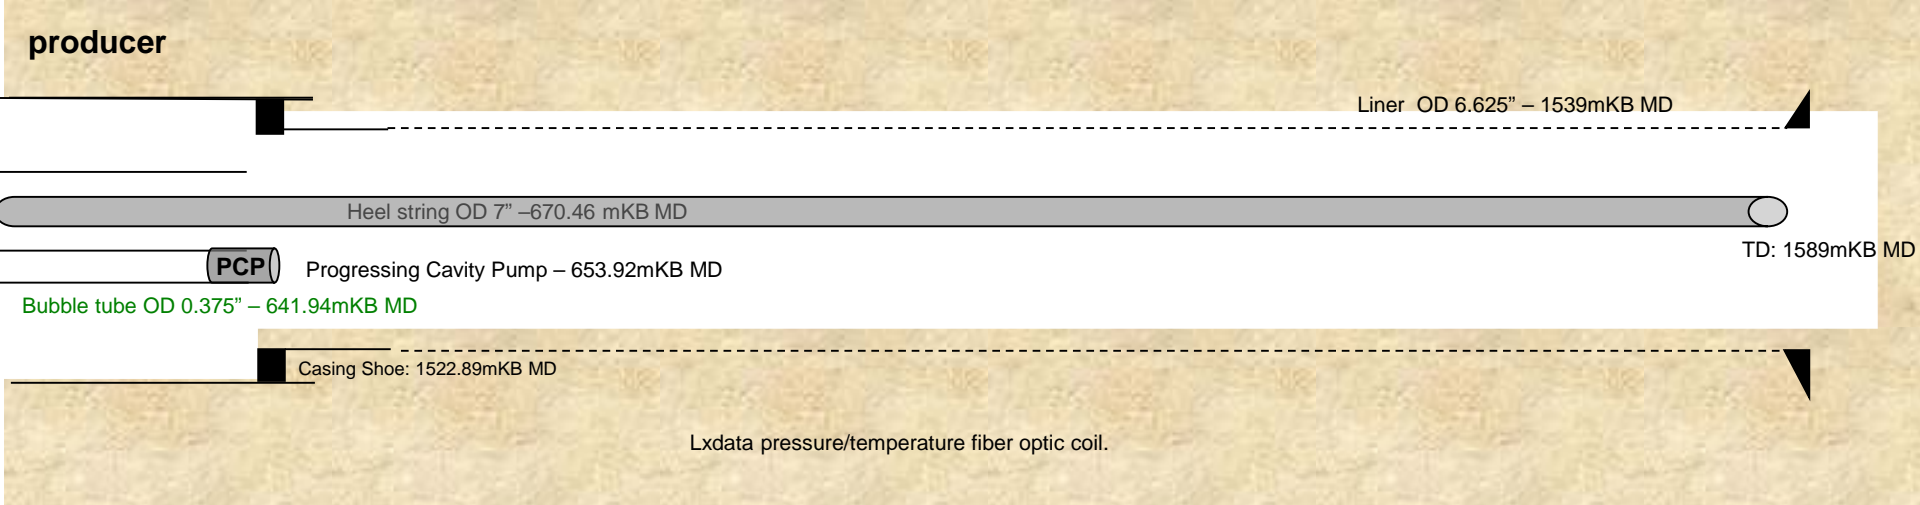 producer
Liner OD 6.625” – 1539mKB MD
Heel string OD 7” –670.46 mKB MD
TD: 1589mKB MD
PCP
Progressing Cavity Pump – 653.92mKB MD
Bubble tube OD 0.375” – 641.94mKB MD
Casing Shoe: 1522.89mKB MD
Lxdata pressure/temperature fiber optic coil.